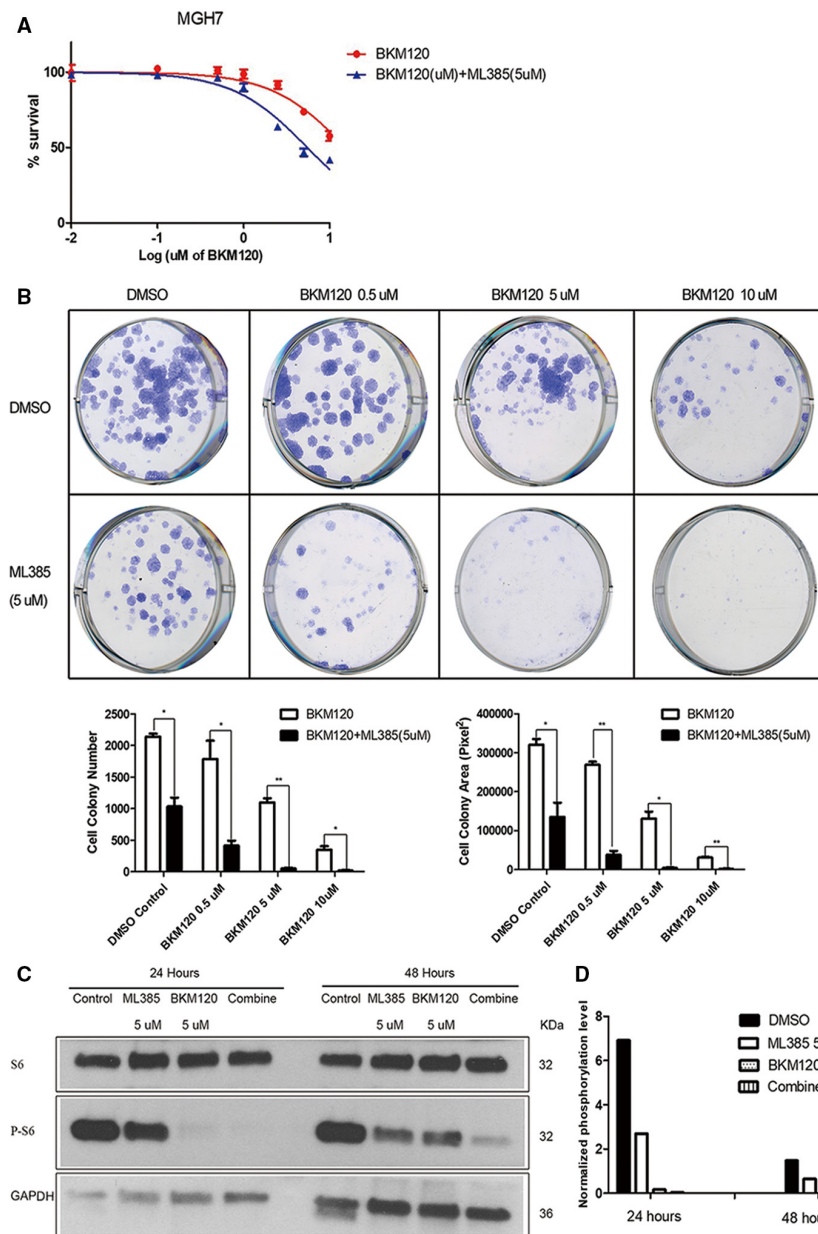 A
MGH7
BKM120
BKM120(uM)+ML385(5uM)
% survival
100
50
0
-2 -1 0 1
Log (uM of BKM120)
B
DMSO BKM120 0.5 uM BKM120 5 uM BKM120 10 uM
DMSO
ML385
(5 uM)
Cell Colony Number
2500
2000
1500
1000
500
0
*
*
**
*
BKM120
BKM120+ML385(5uM)
DMSO Control
BKM120 0.5 uM
BKM120 5 uM
BKM120 10uM
Cell Colony Area (Pixel2)
400000
300000
200000
100000
0
*
**
*
**
BKM120
BKM120+ML385(5uM)
DMSO Control
BKM120 0.5 uM
BKM120 5 uM
BKM120 10uM
C
24 Hours 48 Hours
Control ML385 BKM120 Combine Control ML385 BKM120 Combine
5 uM 5 uM 5 uM 5 uM KDa
S6 32
P-S6 32
GAPDH 36
D
Normalized phosphorylation level
8
6
4
2
0
DMSO
ML385 5
BKM120
Combine
24 hours 48 hou